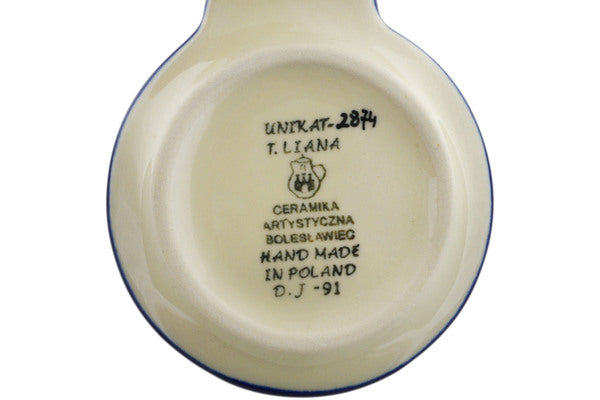 UNIKAT-2874
T. LIANA
CERAMIKA
ARTYSTYCZNA
BOLESŁAWIEC
HAND MADE
IN POLAND
D.J -91